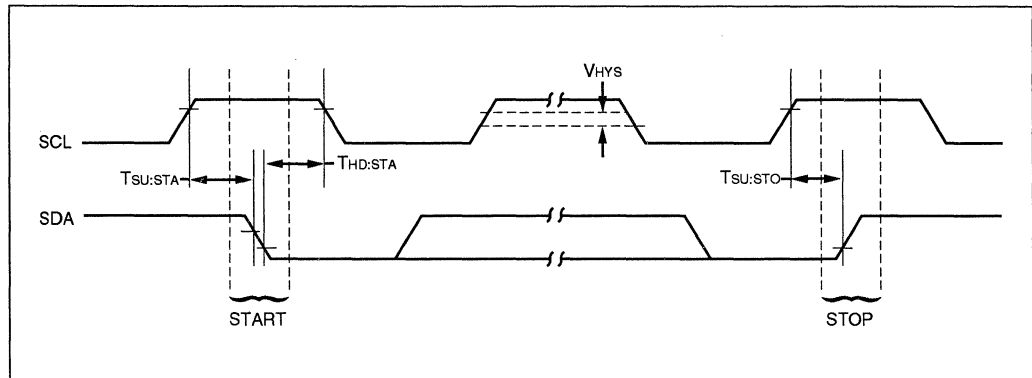 VHYS
SCL
THD:STA
TSU:STA
TSU:STO
SDA
START
STOP